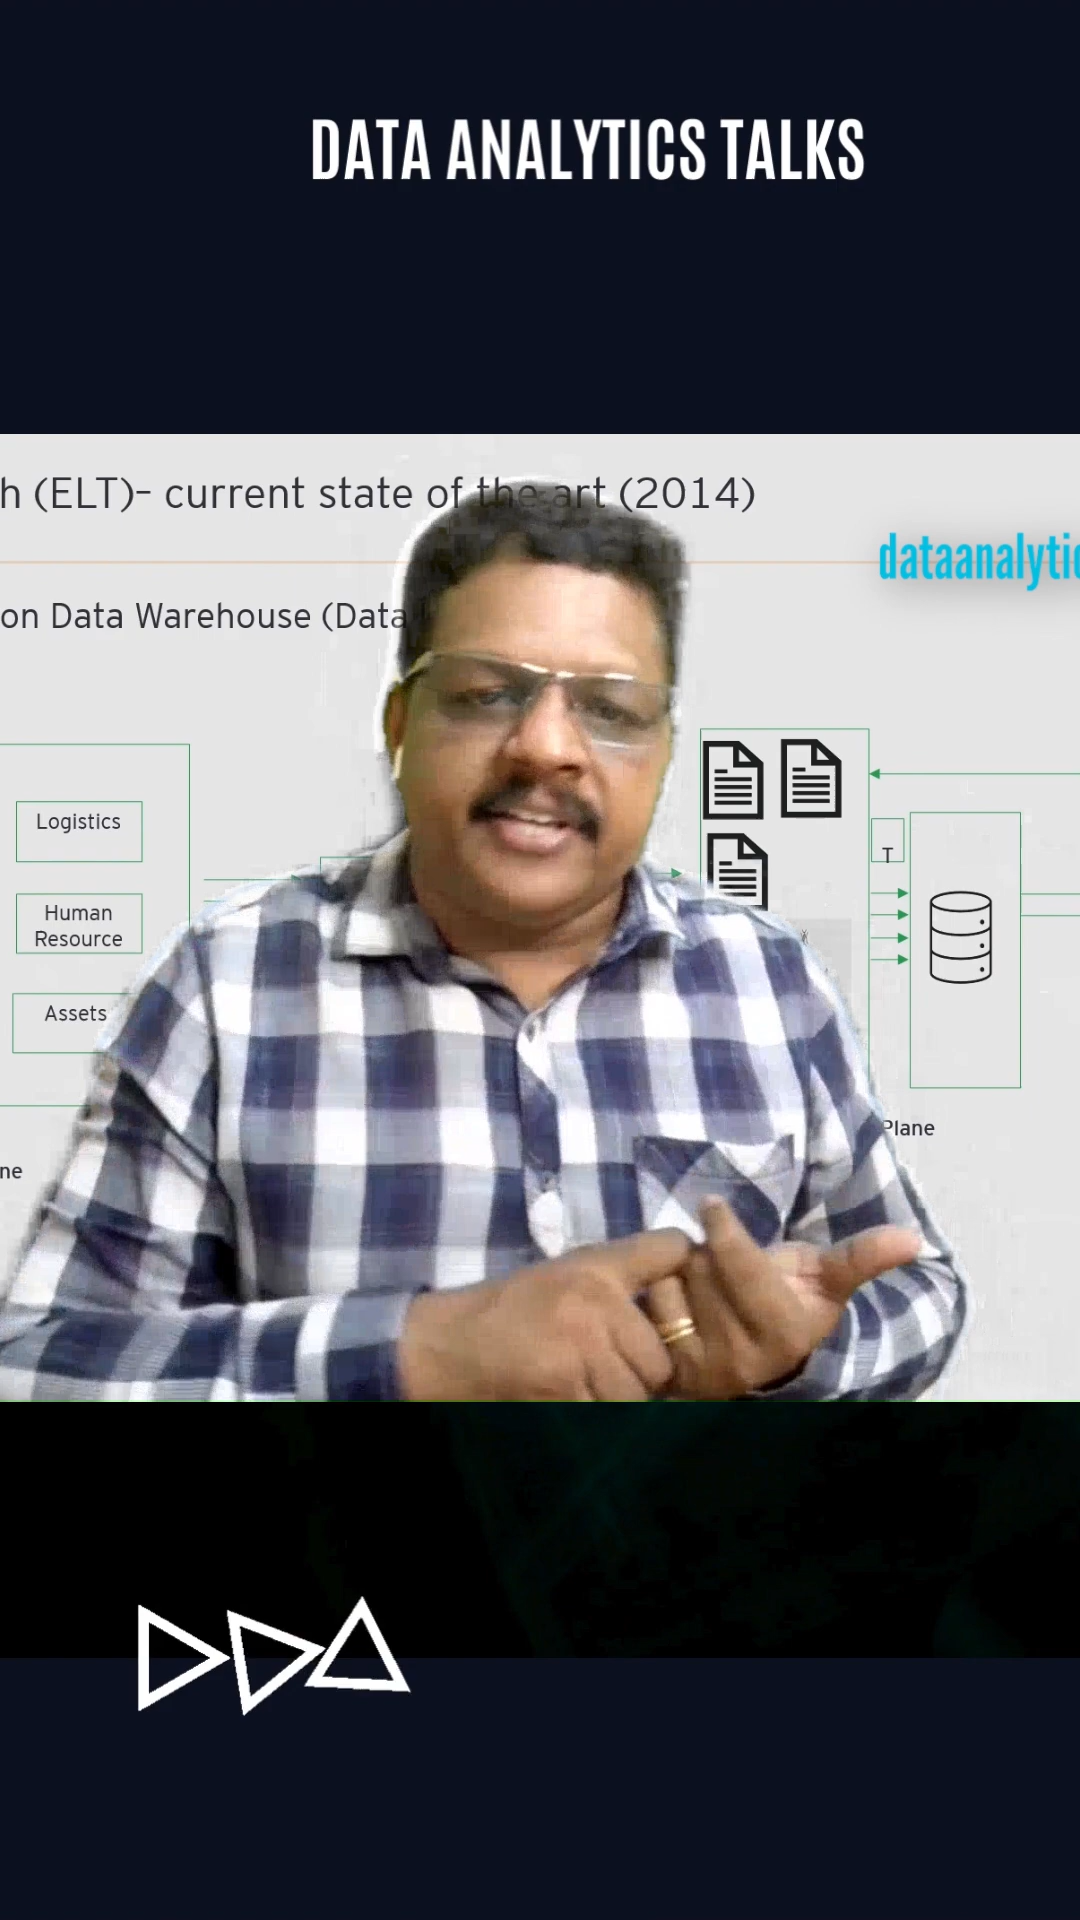 DATA ANALYTICS TALKS
h (ELT)– current state of the art (2014)
dataanalytic
on Data Warehouse (Data
Logistics
T
Human
Resource
Assets
Plane
ne